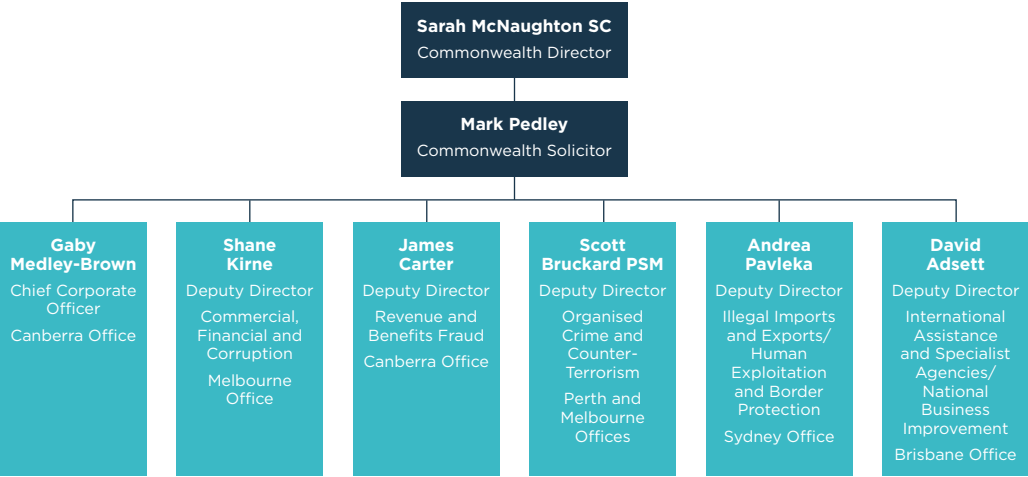 Sarah McNaughton SC
Commonwealth Director
Mark Pedley
Commonwealth Solicitor
Gaby
Medley-Brown
Chief Corporate
Officer
Canberra Office
Shane
Kirne
Deputy Director
Commercial,
Financial and
Corruption
Melbourne
Office
James
Carter
Deputy Director
Revenue and
Benefits Fraud
Canberra Office
Scott
Bruckard PSM
Deputy Director
Organised
Crime and
Counter-
Terrorism
Perth and
Melbourne
Offices
Andrea
Pavleka
Deputy Director
Illegal Imports
and Exports/
Human
Exploitation
and Border
Protection
Sydney Office
David
Adsett
Deputy Director
International
Assistance
and Specialist
Agencies/
National
Business
Improvement
Brisbane Office